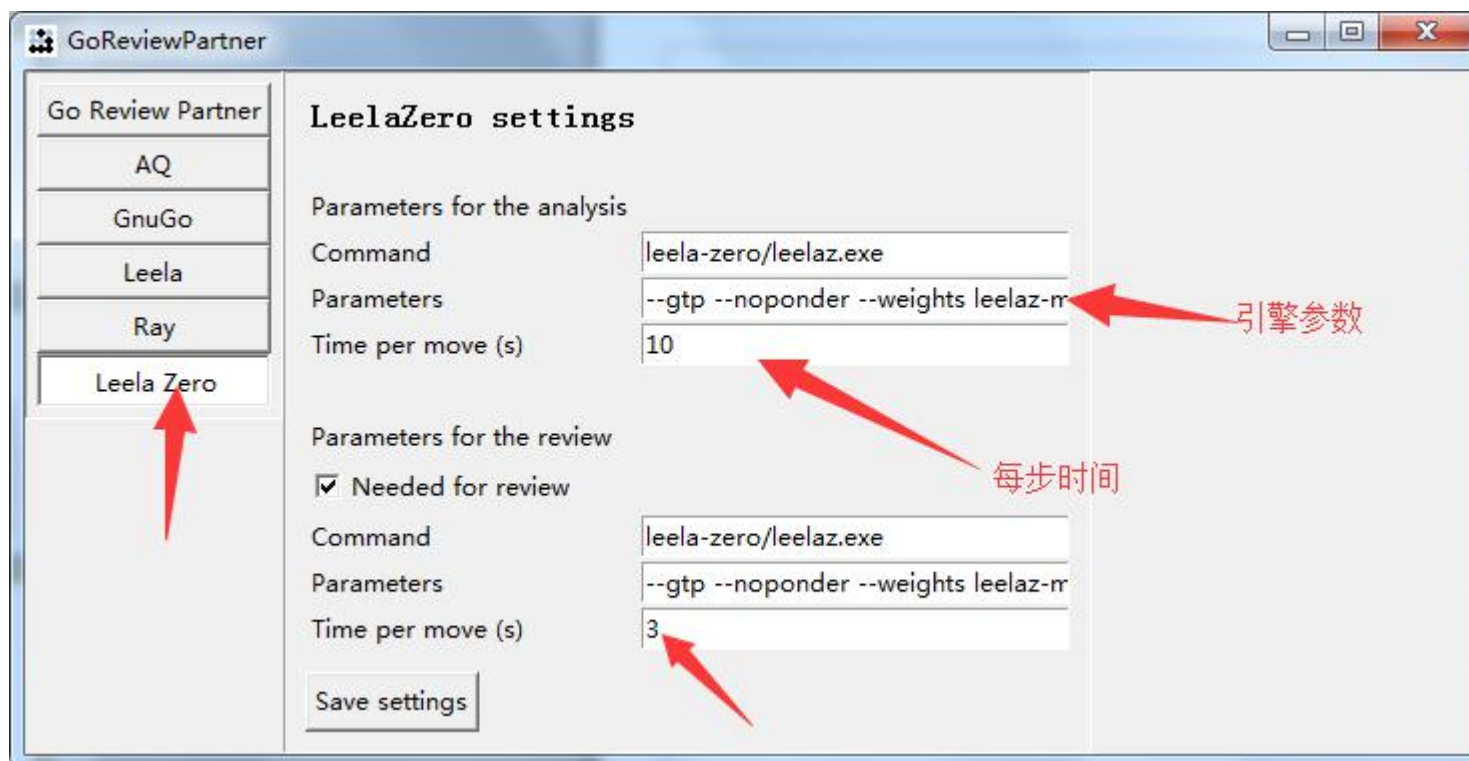 GoReviewPartner
Go Review Partner
AQ
GnuGo
Leela
Ray
Leela Zero
LeelaZero settings
Parameters for the analysis
Command leela-zero/leelaz.exe
Parameters --gtp --noponder --weights leelaz-m
引擎参数
Time per move (s) 10
每步时间
Parameters for the review
Needed for review
Command leela-zero/leelaz.exe
Parameters --gtp --noponder --weights leelaz-m
Time per move (s) 3
Save settings